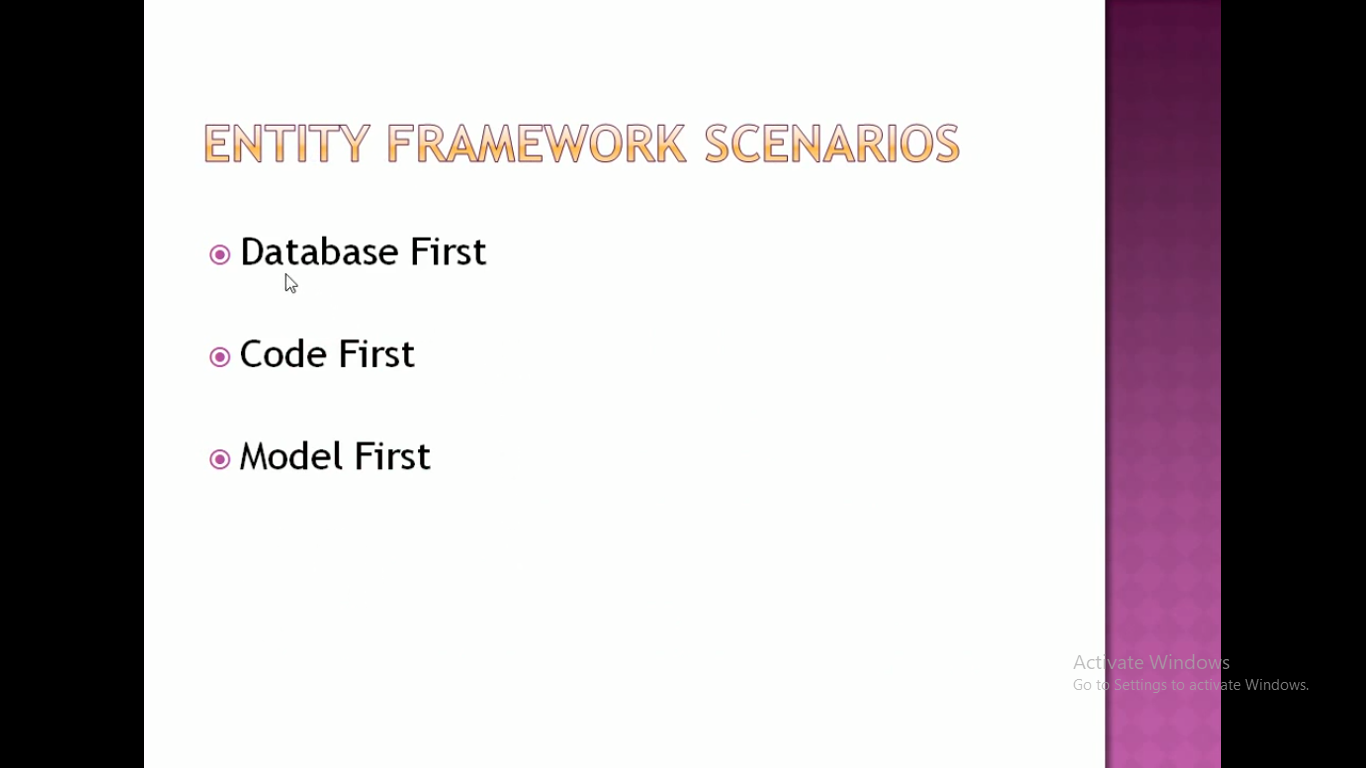 ENTITY FRAMEWORK SCENARIOS
Database First
Code First
Model First
Activate Windows
Go to Settings to activate Windows.